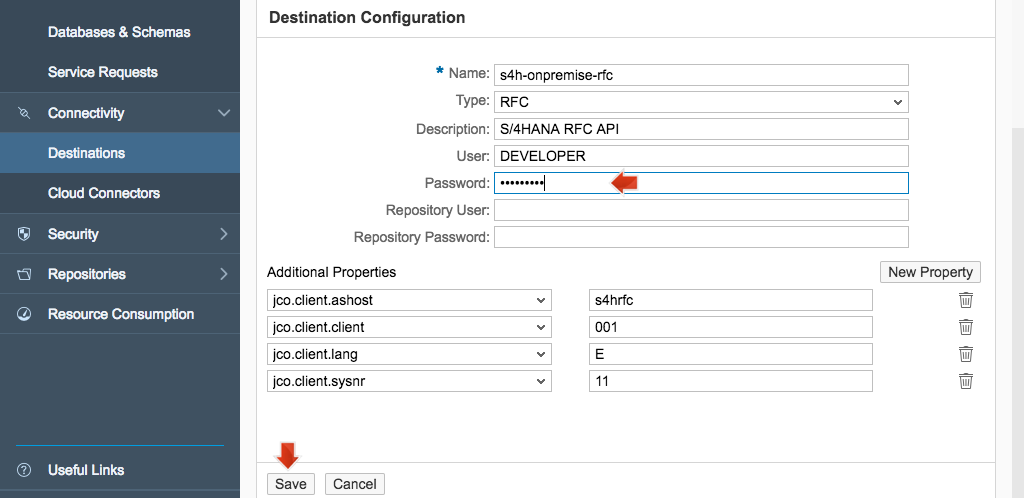 Databases & Schemas
Service Requests
Connectivity
Destinations
Cloud Connectors
Security
Repositories
Resource Consumption
Useful Links
Destination Configuration
* Name: s4h-onpremise-rfc
Type: RFC
Description: S/4HANA RFC API
User: DEVELOPER
Password: •••••••••
Repository User:
Repository Password:
Additional Properties New Property
jco.client.ashost s4hrfc
jco.client.client 001
jco.client.lang E
jco.client.sysnr 11
Save Cancel